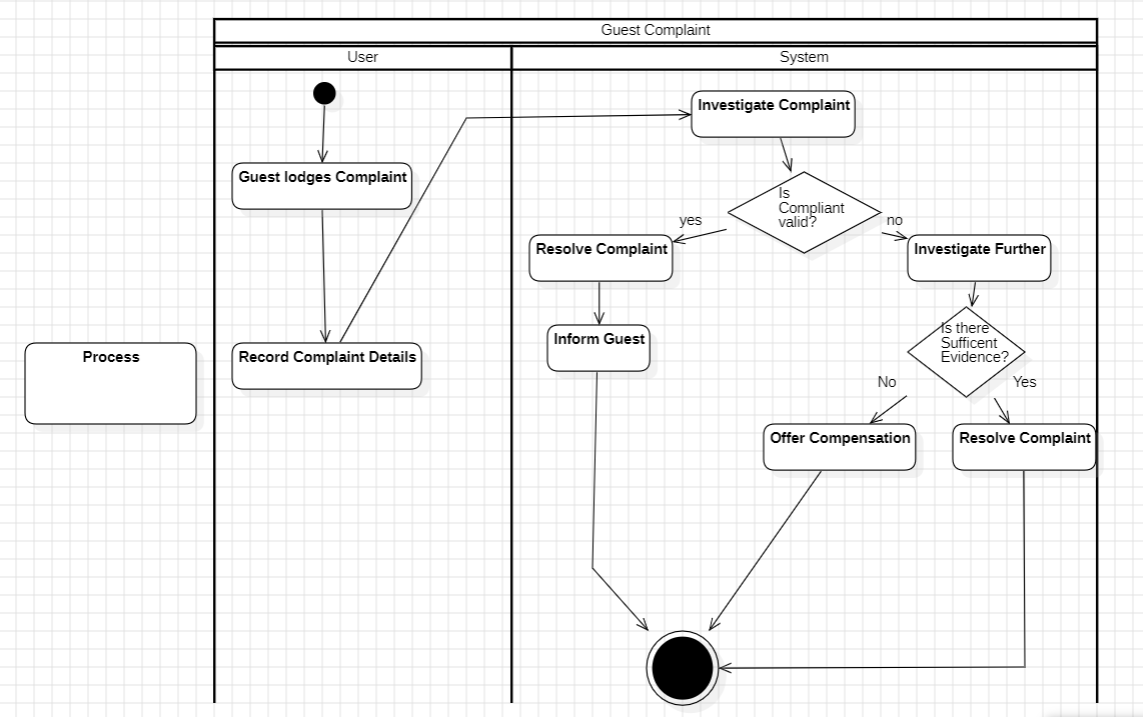 Guest Complaint
User
System
Investigate Complaint
Guest lodges Complaint
Is
Compliant
valid?
yes
no
Resolve Complaint
Investigate Further
Is there
Sufficent
Evidence?
Inform Guest
Process
Record Complaint Details
No
Yes
Offer Compensation
Resolve Complaint